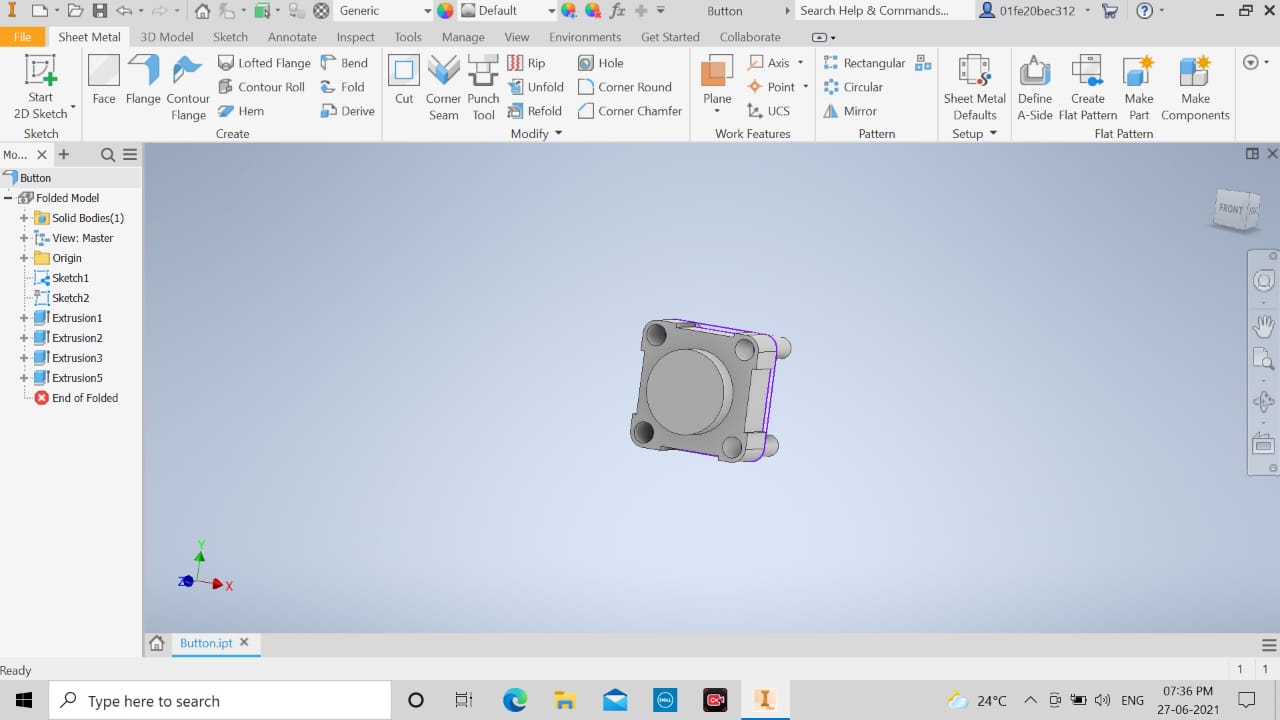 Generic
Default
fx
Button
Search Help & Commands...
01fe20bec312
File
Sheet Metal
3D Model
Sketch
Annotate
Inspect
Tools
Manage
View
Environments
Get Started
Collaborate
Start
2D Sketch
Sketch
Face
Flange
Contour
Flange
Lofted Flange
Contour Roll
Hem
Bend
Fold
Derive
Create
Cut
Corner
Seam
Punch
Tool
Rip
Unfold
Refold
Hole
Corner Round
Corner Chamfer
Modify
Plane
Axis
Point
UCS
Work Features
Rectangular
Circular
Mirror
Pattern
Sheet Metal
Defaults
Setup
Define
A-Side
Create
Flat Pattern
Make
Part
Make
Components
Flat Pattern
Mo...
Button
Folded Model
Solid Bodies(1)
View: Master
Origin
Sketch1
Sketch2
Extrusion1
Extrusion2
Extrusion3
Extrusion5
End of Folded
FRONT
Y
Z
X
Button.ipt
Ready
1
1
Type here to search
DELL
24°C
ENG
07:36 PM
27-06-2021